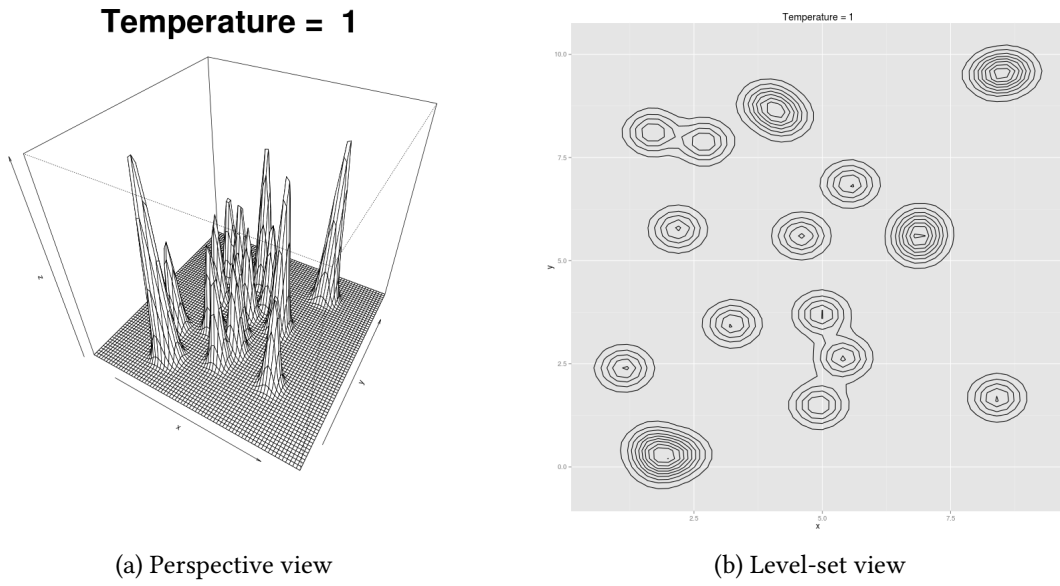 Temperature = 1
z
x
y
(a) Perspective view
Temperature = 1
10.0
7.5
5.0
2.5
0.0
y
2.5
5.0
7.5
x
(b) Level-set view